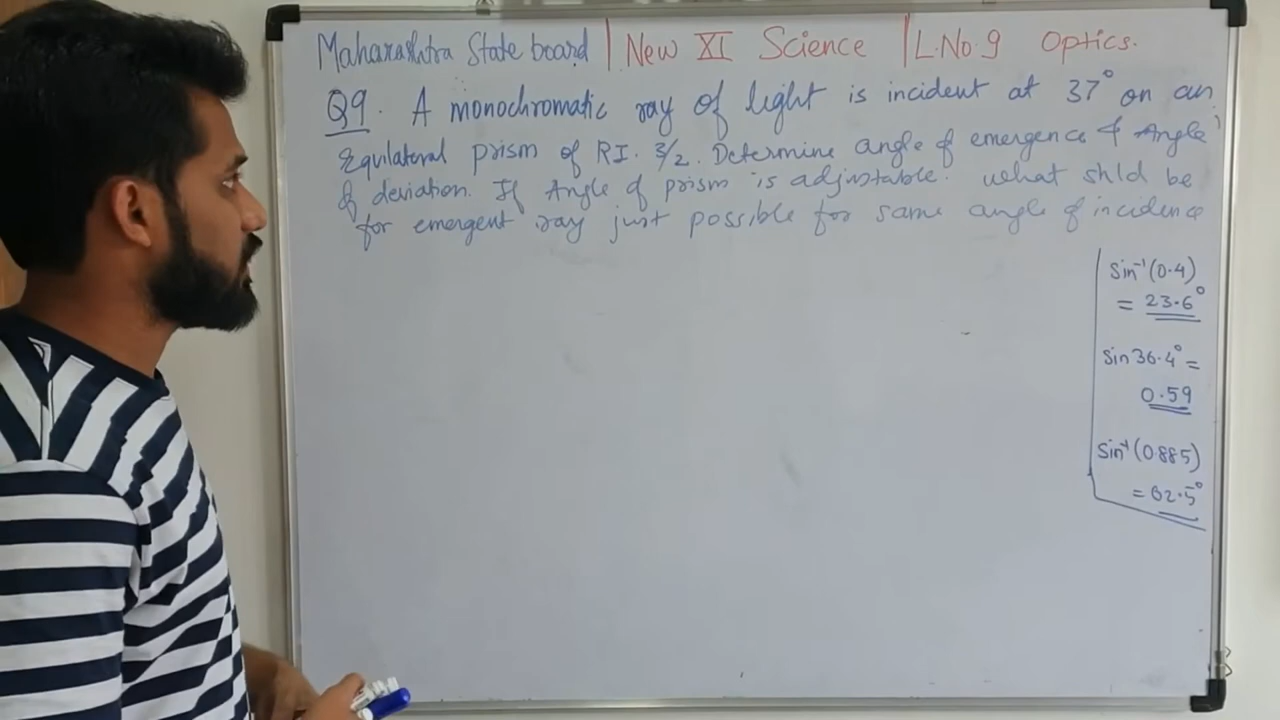 Maharashtra State board | New XI Science | L.No.9 Optics.
Q9. A monochromatic ray of light is incident at 37° on an
Equilateral prism of RI. 3/2. Determine angle of emergence & Angle
of deviation. If Angle of prism is adjustable. what shld be
for emergent ray just possible for same angle of incidence
Sin⁻¹(0.4)
= 23.6°
Sin 36.4° =
0.59
Sin⁻¹(0.885)
= 62.5°